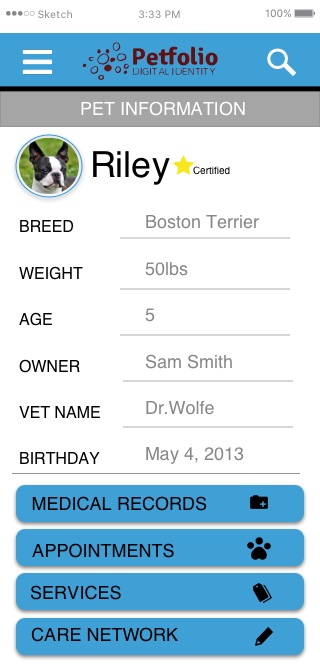 Sketch 3:33 PM 100%
Petfolio
DIGITAL IDENTITY
PET INFORMATION
Riley Certified
BREED Boston Terrier
WEIGHT 50lbs
AGE 5
OWNER Sam Smith
VET NAME Dr.Wolfe
BIRTHDAY May 4, 2013
MEDICAL RECORDS
APPOINTMENTS
SERVICES
CARE NETWORK